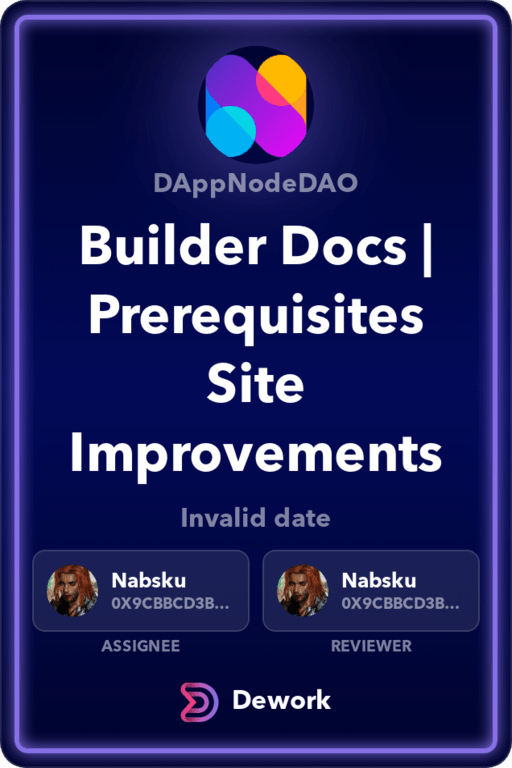 DAppNodeDAO
Builder Docs |
Prerequisites
Site
Improvements
Invalid date
Nabsku
0X9CBBCD3B...
ASSIGNEE
Nabsku
0X9CBBCD3B...
REVIEWER
Dework